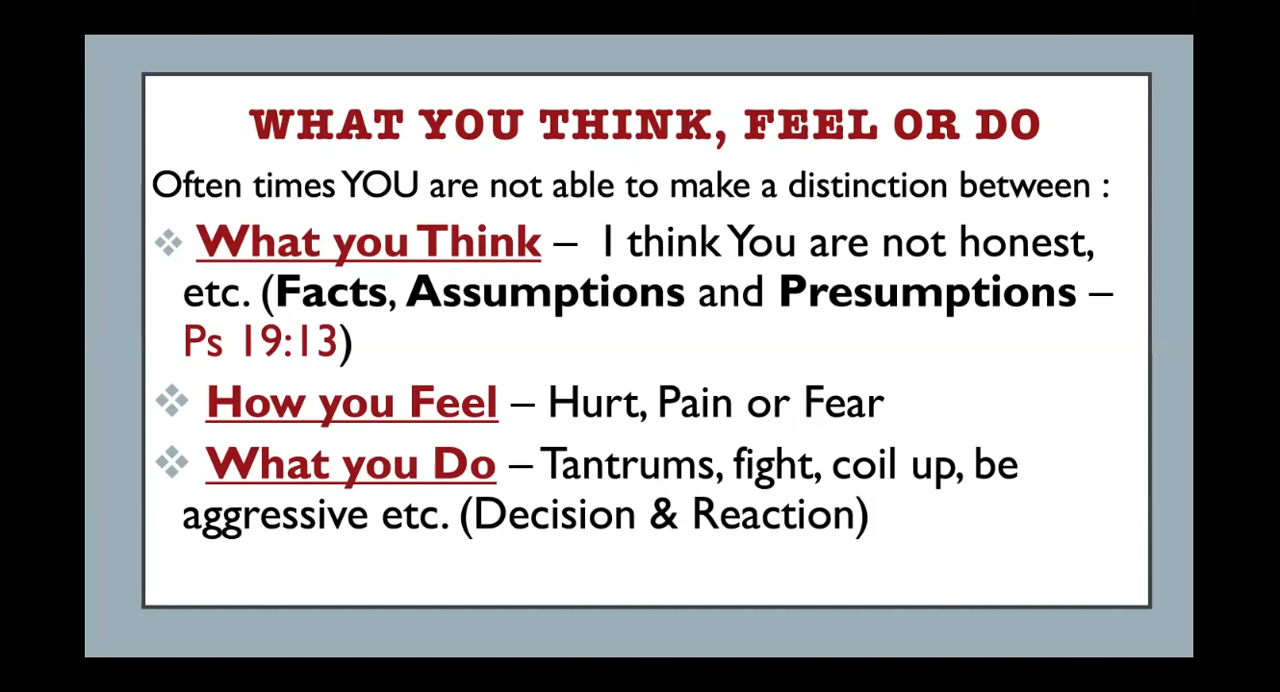 WHAT YOU THINK, FEEL OR DO
Often times YOU are not able to make a distinction between :
❖ What you Think – I think You are not honest,
etc. (Facts, Assumptions and Presumptions –
Ps 19:13)
❖ How you Feel – Hurt, Pain or Fear
❖ What you Do – Tantrums, fight, coil up, be
aggressive etc. (Decision & Reaction)